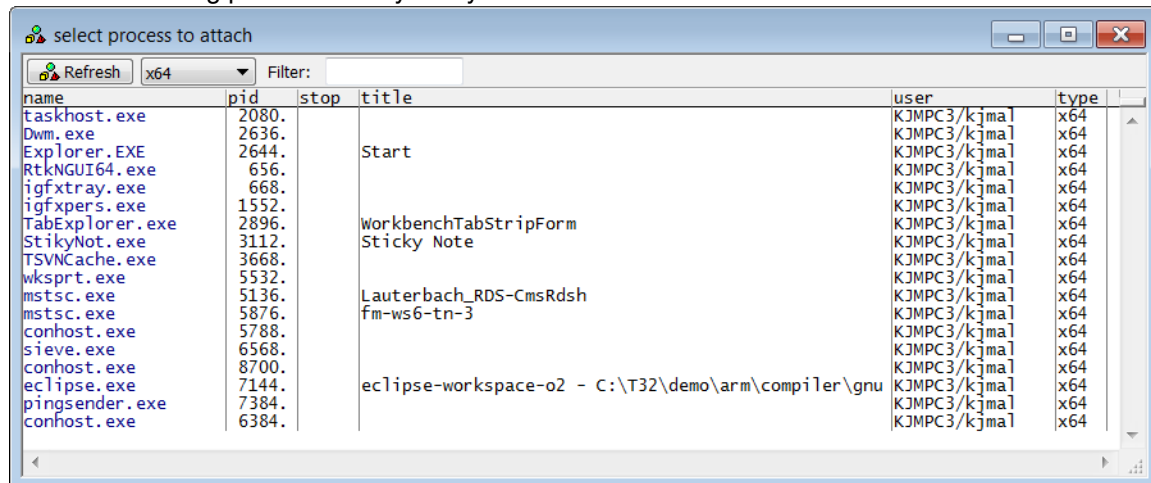 select process to attach
Refresh x64 Filter:
name pid stop title user type
taskhost.exe 2080. KJMPC3/kjmal x64
Dwm.exe 2636. KJMPC3/kjmal x64
Explorer.EXE 2644. Start KJMPC3/kjmal x64
RtkNGUI64.exe 656. KJMPC3/kjmal x64
igfxtray.exe 668. KJMPC3/kjmal x64
igfxpers.exe 1552. KJMPC3/kjmal x64
TabExplorer.exe 2896. WorkbenchTabStripForm KJMPC3/kjmal x64
StikyNot.exe 3112. Sticky Note KJMPC3/kjmal x64
TSVNCache.exe 3668. KJMPC3/kjmal x64
wksprt.exe 5532. KJMPC3/kjmal x64
mstsc.exe 5136. Lauterbach_RDS-CmsRdsh KJMPC3/kjmal x64
mstsc.exe 5876. fm-ws6-tn-3 KJMPC3/kjmal x64
conhost.exe 5788. KJMPC3/kjmal x64
sieve.exe 6568. KJMPC3/kjmal x64
conhost.exe 8700. KJMPC3/kjmal x64
eclipse.exe 7144. eclipse-workspace-o2 - C:\T32\demo\arm\compiler\gnu KJMPC3/kjmal x64
pingsender.exe 7384. KJMPC3/kjmal x64
conhost.exe 6384. KJMPC3/kjmal x64